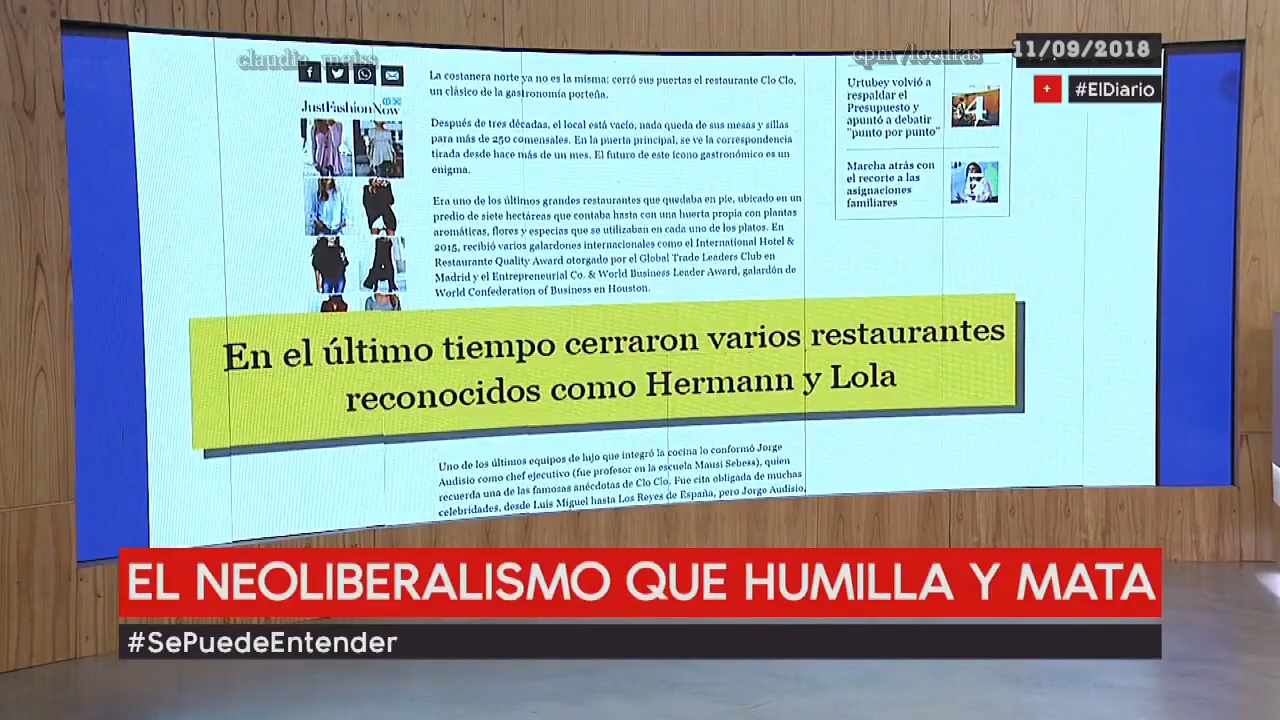 claudia_meiss
cpm/locuras
11/09/2018
+
#ElDiario
JustFashionNow
La costanera norte ya no es la misma: cerró sus puertas el restaurante Clo Clo,
un clásico de la gastronomía porteña.
Después de tres décadas, el local está vacío, nada queda de sus mesas y sillas
para más de 250 comensales. En la puerta principal, se ve la correspondencia
tirada desde hace más de un mes. El futuro de este ícono gastronómico es un
enigma.
Era uno de los últimos grandes restaurantes que quedaba en pie, ubicado en un
predio de siete hectáreas que contaba hasta con una huerta propia con plantas
aromáticas, flores y especias que se utilizaban en cada uno de los platos. En
2015, recibió varios galardones internacionales como el International Hotel &
Restaurante Quality Award otorgado por el Global Trade Leaders Club en
Madrid y el Entrepreneurial Co. & World Business Leader Award, galardón de
World Confederation of Business en Houston.
Urtubey volvió a
respaldar el
Presupuesto y
apuntó a debatir
"punto por punto"
4
Marcha atrás con
el recorte a las
asignaciones
familiares
En el último tiempo cerraron varios restaurantes
reconocidos como Hermann y Lola
Uno de los últimos equipos de lujo que integró la cocina lo conformó Jorge
Audisio como chef ejecutivo (fue profesor en la escuela Mausi Sebess), quien
recuerda una de las famosas anécdotas de Clo Clo. Fue cita obligada de muchas
celebridades, desde Luis Miguel hasta Los Reyes de España, pero Jorge Audisio,
EL NEOLIBERALISMO QUE HUMILLA Y MATA
#SePuedeEntender